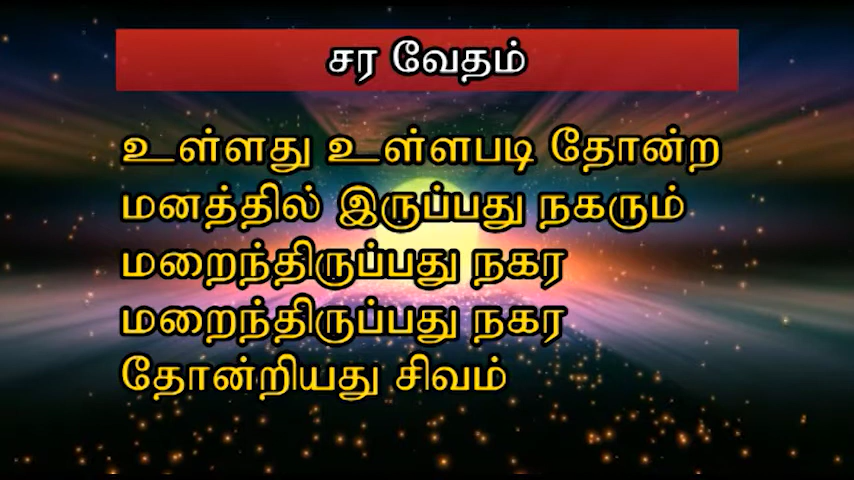 சர வேதம்
உள்ளது உள்ளபடி தோன்ற
மனத்தில் இருப்பது நகரும்
மறைந்திருப்பது நகர
மறைந்திருப்பது நகர
தோன்றியது சிவம்